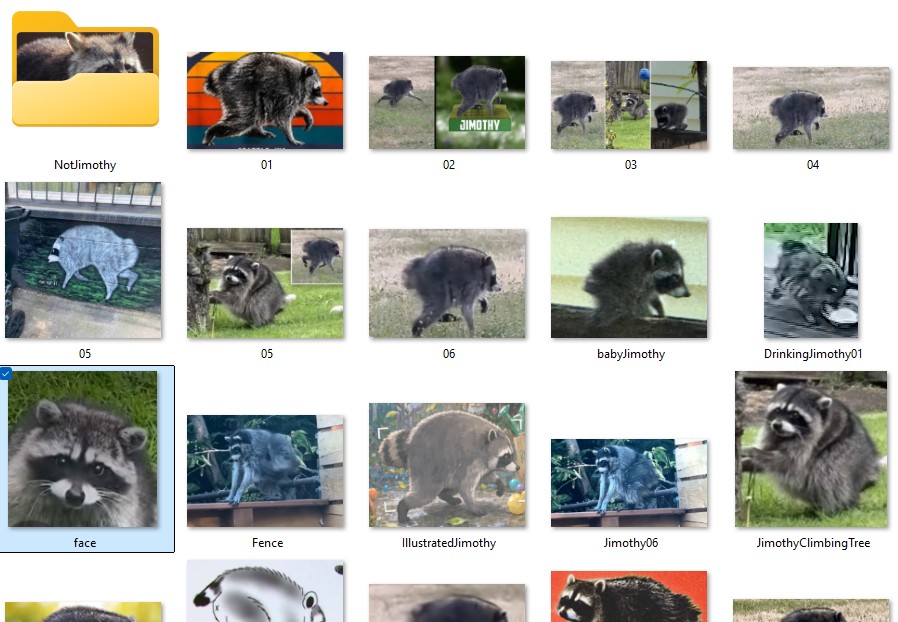 NotJimothy
01
02
03
04
JIMOTHY
05
05
06
babyJimothy
DrinkingJimothy01
face
Fence
IllustratedJimothy
Jimothy06
JimothyClimbingTree